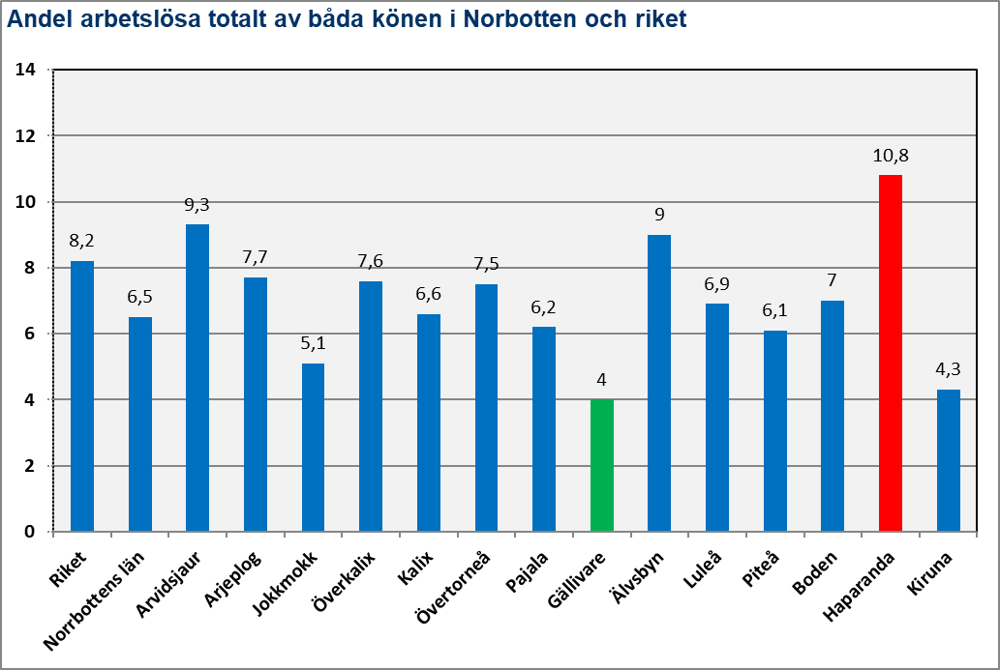 Andel arbetslösa totalt av båda könen i Norbotten och riket
14
12
10
8
6
4
2
0
8,2
6,5
9,3
7,7
5,1
7,6
6,6
7,5
6,2
4
9
6,9
6,1
7
10,8
4,3
Riket
Norrbottens län
Arvidsjaur
Arjeplog
Jokkmokk
Överkalix
Kalix
Övertorneå
Pajala
Gällivare
Älvsbyn
Luleå
Piteå
Boden
Haparanda
Kiruna